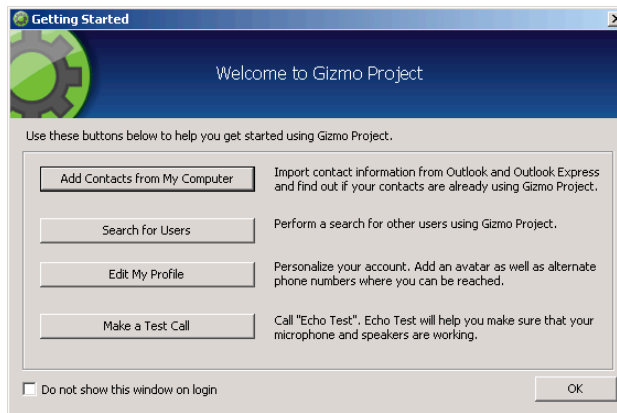 Getting Started
Welcome to Gizmo Project
Use these buttons below to help you get started using Gizmo Project.
Add Contacts from My Computer
Import contact information from Outlook and Outlook Express
and find out if your contacts are already using Gizmo Project.
Search for Users
Perform a search for other users using Gizmo Project.
Edit My Profile
Personalize your account. Add an avatar as well as alternate
phone numbers where you can be reached.
Make a Test Call
Call "Echo Test". Echo Test will help you make sure that your
microphone and speakers are working.
Do not show this window on login
OK